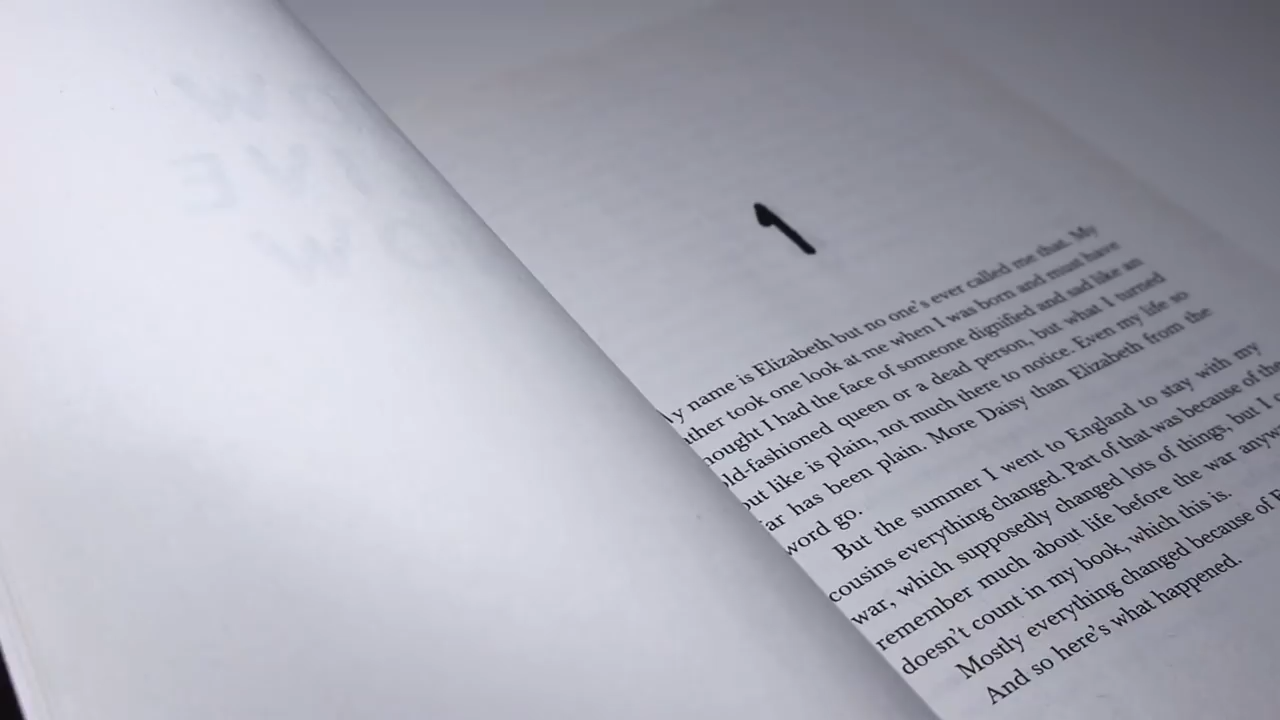 1
y name is Elizabeth but no one's ever called me that. My
ther took one look at me when I was born and must have
ought I had the face of someone dignified and sad like an
ld-fashioned queen or a dead person, but what I turned
out like is plain, not much there to notice. Even my life so
ar has been plain. More Daisy than Elizabeth from the
word go.
But the summer I went to England to stay with my
cousins everything changed. Part of that was because of the
war, which supposedly changed lots of things, but I
remember much about life before the war anyw
doesn't count in my book, which this is.
Mostly everything changed because of
And so here's what happened.